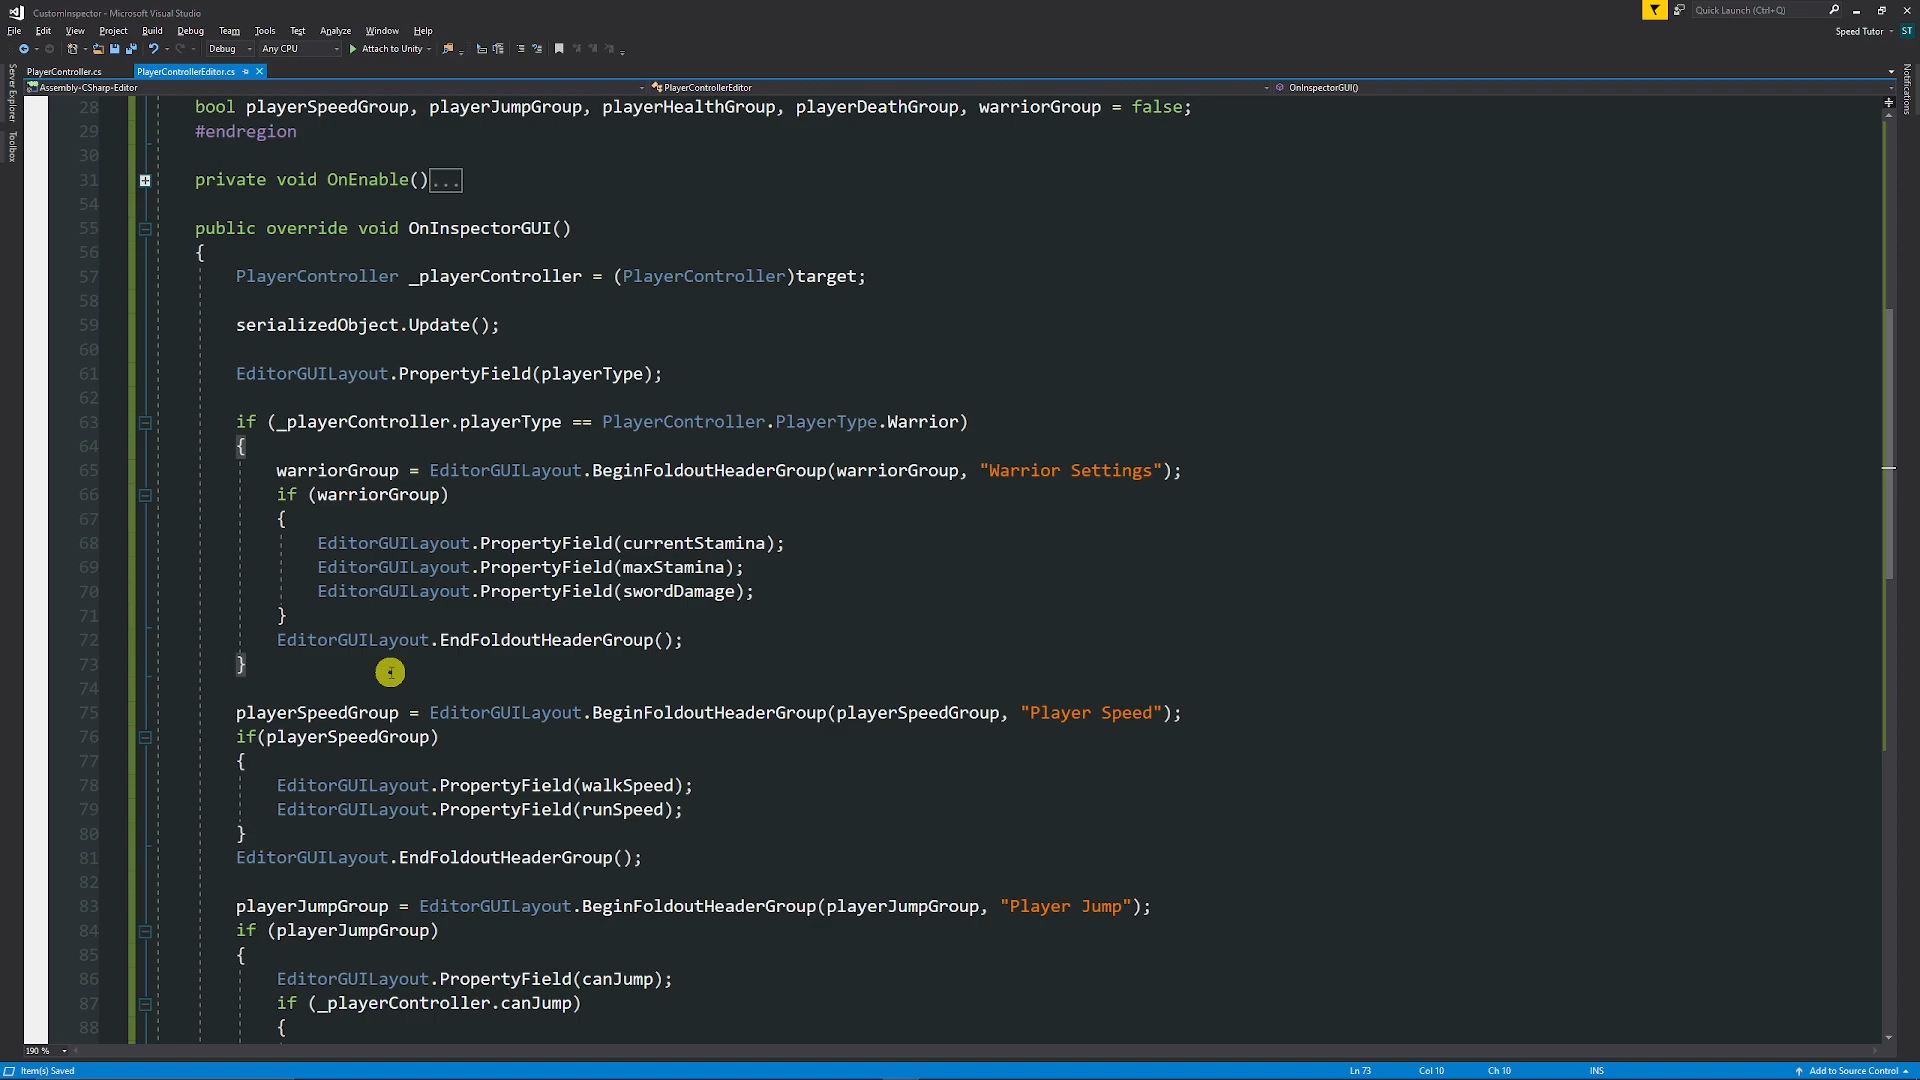 CustomInspector - Microsoft Visual Studio
Quick Launch (Ctrl+Q)
File Edit View Project Build Debug Team Tools Test Analyze Window Help
Speed Tutor ST
Debug Any CPU Attach to Unity
PlayerController.cs PlayerControllerEditor.cs
Assembly-CSharp-Editor PlayerControllerEditor OnInspectorGUI()
Server Explorer
Toolbox
Notifications
28 bool playerSpeedGroup, playerJumpGroup, playerHealthGroup, playerDeathGroup, warriorGroup = false;
29 #endregion
30
31 private void OnEnable()...
54
55 public override void OnInspectorGUI()
56 {
57 PlayerController _playerController = (PlayerController)target;
58
59 serializedObject.Update();
60
61 EditorGUILayout.PropertyField(playerType);
62
63 if (_playerController.playerType == PlayerController.PlayerType.Warrior)
64 {
65 warriorGroup = EditorGUILayout.BeginFoldoutHeaderGroup(warriorGroup, "Warrior Settings");
66 if (warriorGroup)
67 {
68 EditorGUILayout.PropertyField(currentStamina);
69 EditorGUILayout.PropertyField(maxStamina);
70 EditorGUILayout.PropertyField(swordDamage);
71 }
72 EditorGUILayout.EndFoldoutHeaderGroup();
73 }
74
75 playerSpeedGroup = EditorGUILayout.BeginFoldoutHeaderGroup(playerSpeedGroup, "Player Speed");
76 if(playerSpeedGroup)
77 {
78 EditorGUILayout.PropertyField(walkSpeed);
79 EditorGUILayout.PropertyField(runSpeed);
80 }
81 EditorGUILayout.EndFoldoutHeaderGroup();
82
83 playerJumpGroup = EditorGUILayout.BeginFoldoutHeaderGroup(playerJumpGroup, "Player Jump");
84 if (playerJumpGroup)
85 {
86 EditorGUILayout.PropertyField(canJump);
87 if (_playerController.canJump)
88 {
190 %
Item(s) Saved Ln 73 Col 10 Ch 10 INS Add to Source Control